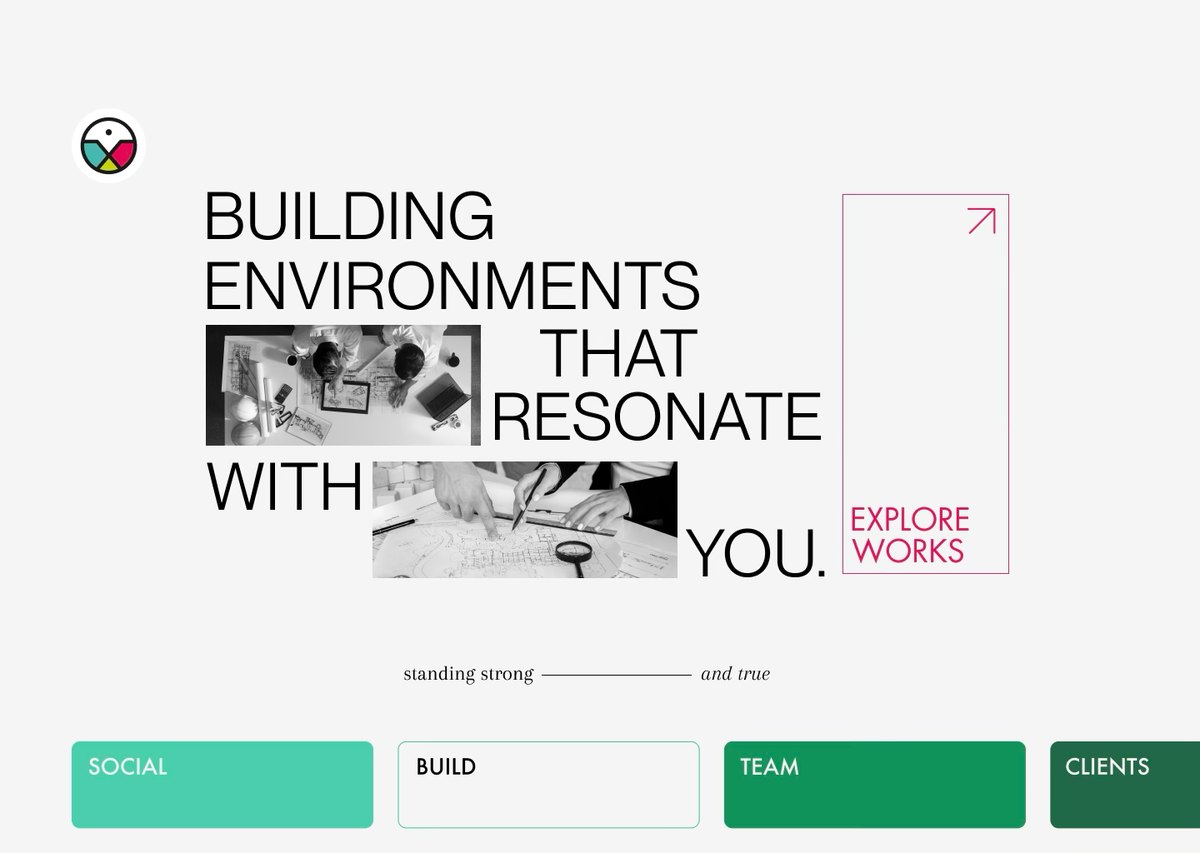 BUILDING
ENVIRONMENTS
THAT
RESONATE
WITH
YOU.
EXPLORE
WORKS
standing strong and true
SOCIAL
BUILD
TEAM
CLIENTS